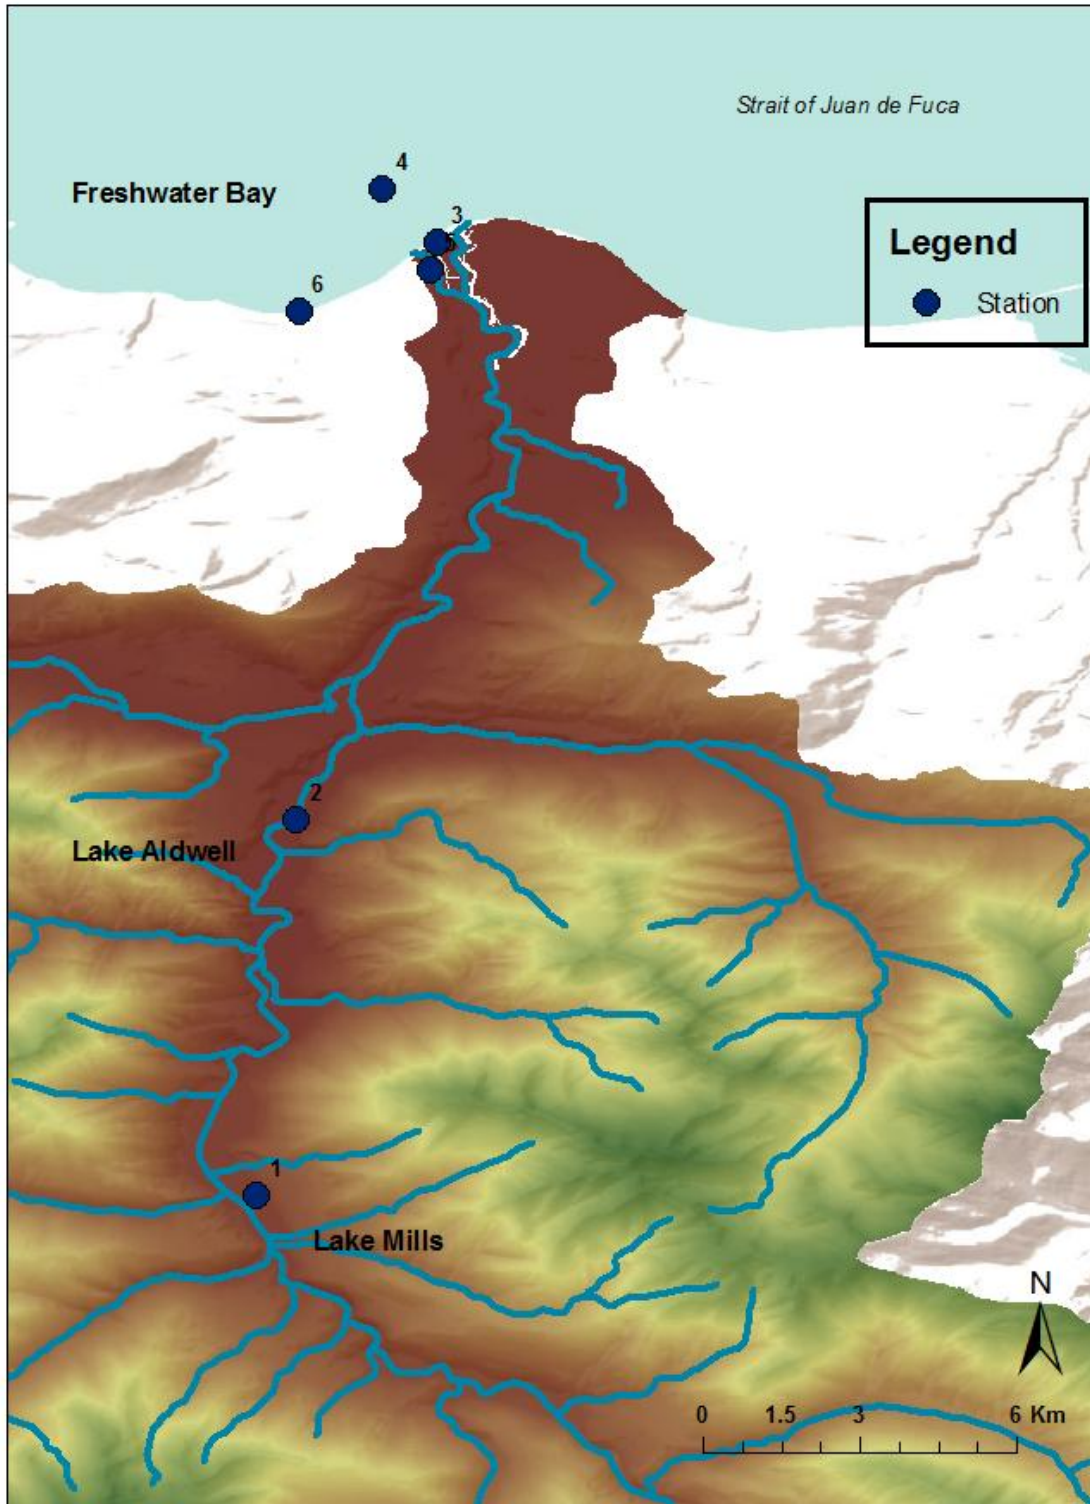 Strait of Juan de Fuca
4
Freshwater Bay
3
5
Legend
Station
6
2
Lake Aldwell
1
Lake Mills
N
0 1.5 3 6 Km